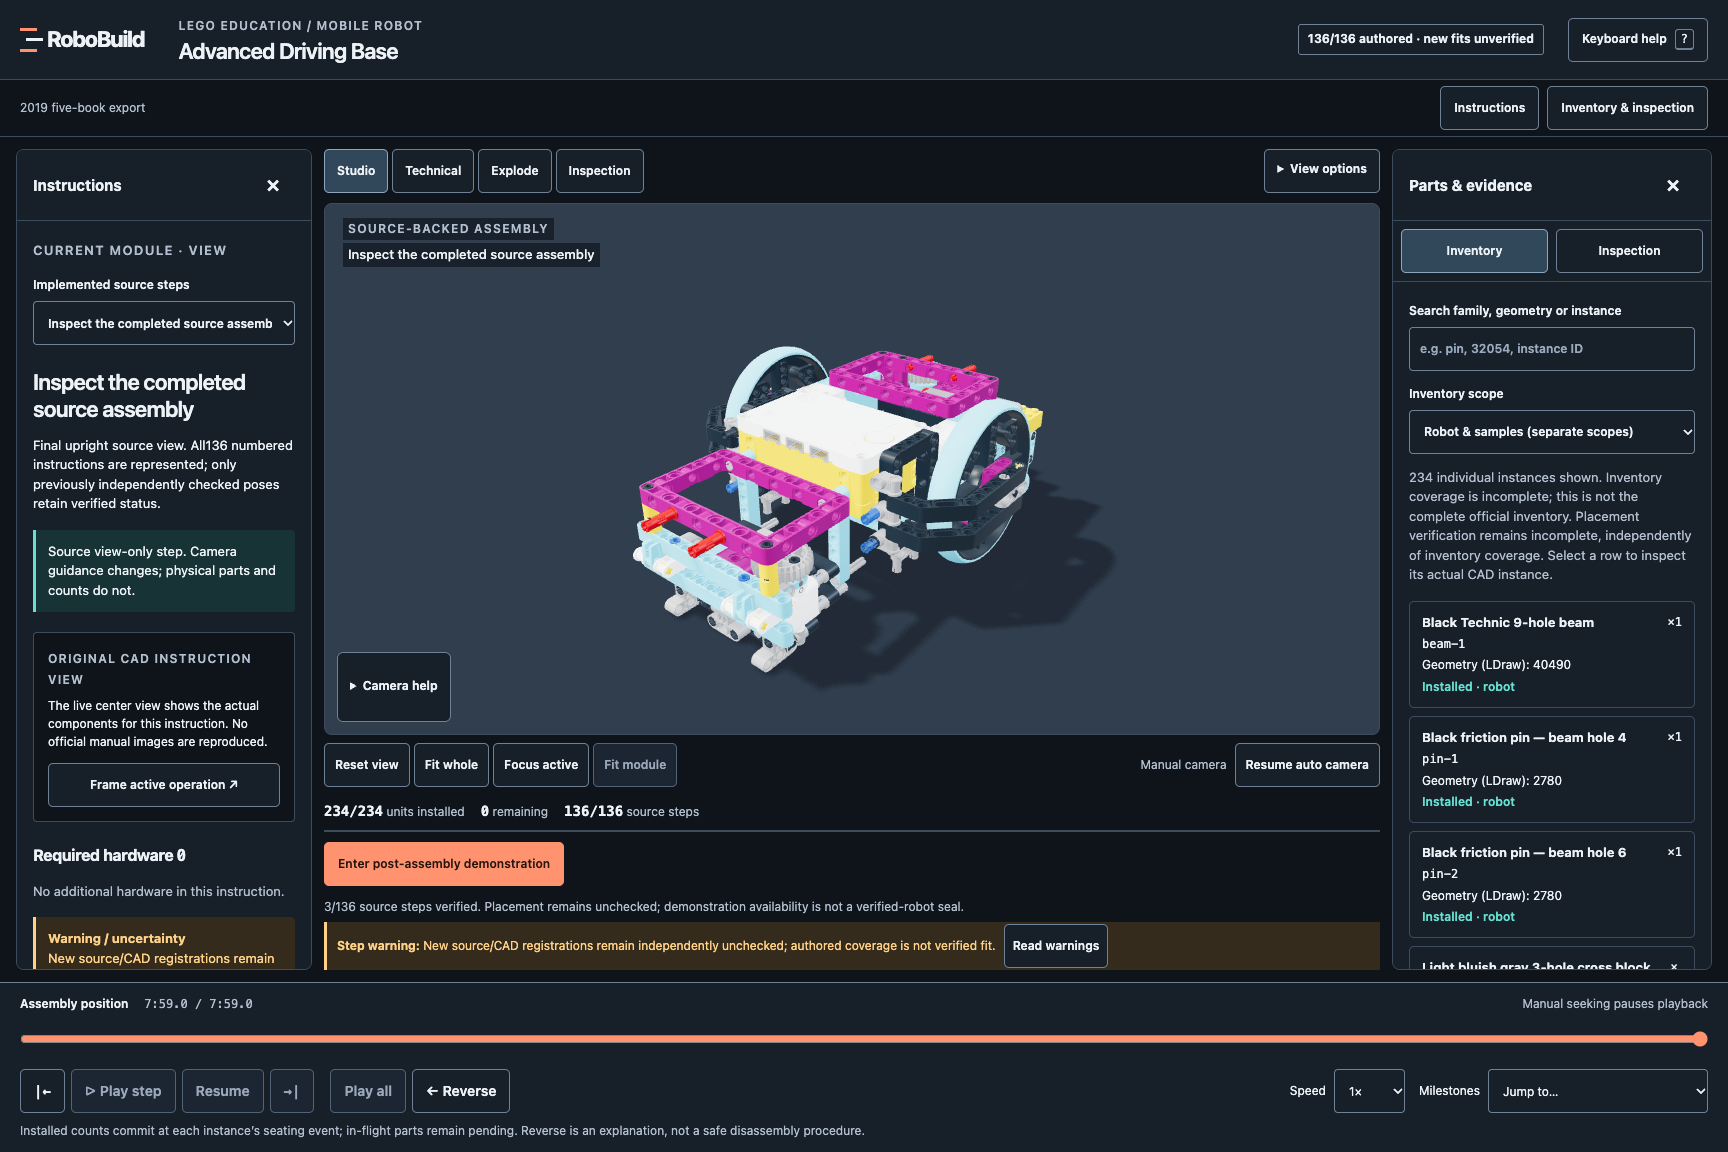 RoboBuild
LEGO EDUCATION / MOBILE ROBOT
Advanced Driving Base
136/136 authored · new fits unverified
Keyboard help ?
2019 five-book export
Instructions
Inventory & inspection
Instructions
×
CURRENT MODULE · VIEW
Implemented source steps
Inspect the completed source assemb
Inspect the completed
source assembly
Final upright source view. All136 numbered
instructions are represented; only
previously independently checked poses
retain verified status.
Source view-only step. Camera
guidance changes; physical parts and
counts do not.
ORIGINAL CAD INSTRUCTION
VIEW
The live center view shows the actual
components for this instruction. No
official manual images are reproduced.
Frame active operation ↗
Required hardware 0
No additional hardware in this instruction.
Warning / uncertainty
New source/CAD registrations remain
Studio
Technical
Explode
Inspection
▶ View options
SOURCE-BACKED ASSEMBLY
Inspect the completed source assembly
▶ Camera help
Reset view
Fit whole
Focus active
Fit module
Manual camera
Resume auto camera
234/234 units installed 0 remaining 136/136 source steps
Enter post-assembly demonstration
3/136 source steps verified. Placement remains unchecked; demonstration availability is not a verified-robot seal.
Step warning: New source/CAD registrations remain independently unchecked; authored coverage is not verified fit.
Read warnings
Parts & evidence
×
Inventory
Inspection
Search family, geometry or instance
e.g. pin, 32054, instance ID
Inventory scope
Robot & samples (separate scopes)
234 individual instances shown. Inventory
coverage is incomplete; this is not the
complete official inventory. Placement
verification remains incomplete, independently
of inventory coverage. Select a row to inspect
its actual CAD instance.
Black Technic 9-hole beam ×1
beam–1
Geometry (LDraw): 40490
Installed · robot
Black friction pin — beam hole 4 ×1
pin–1
Geometry (LDraw): 2780
Installed · robot
Black friction pin — beam hole 6 ×1
pin–2
Geometry (LDraw): 2780
Installed · robot
Light bluish gray 3-hole cross block ×
Assembly position 7:59.0 / 7:59.0
Manual seeking pauses playback
|←
▷ Play step
Resume
→|
Play all
← Reverse
Speed 1×
Milestones Jump to...
Installed counts commit at each instance's seating event; in-flight parts remain pending. Reverse is an explanation, not a safe disassembly procedure.